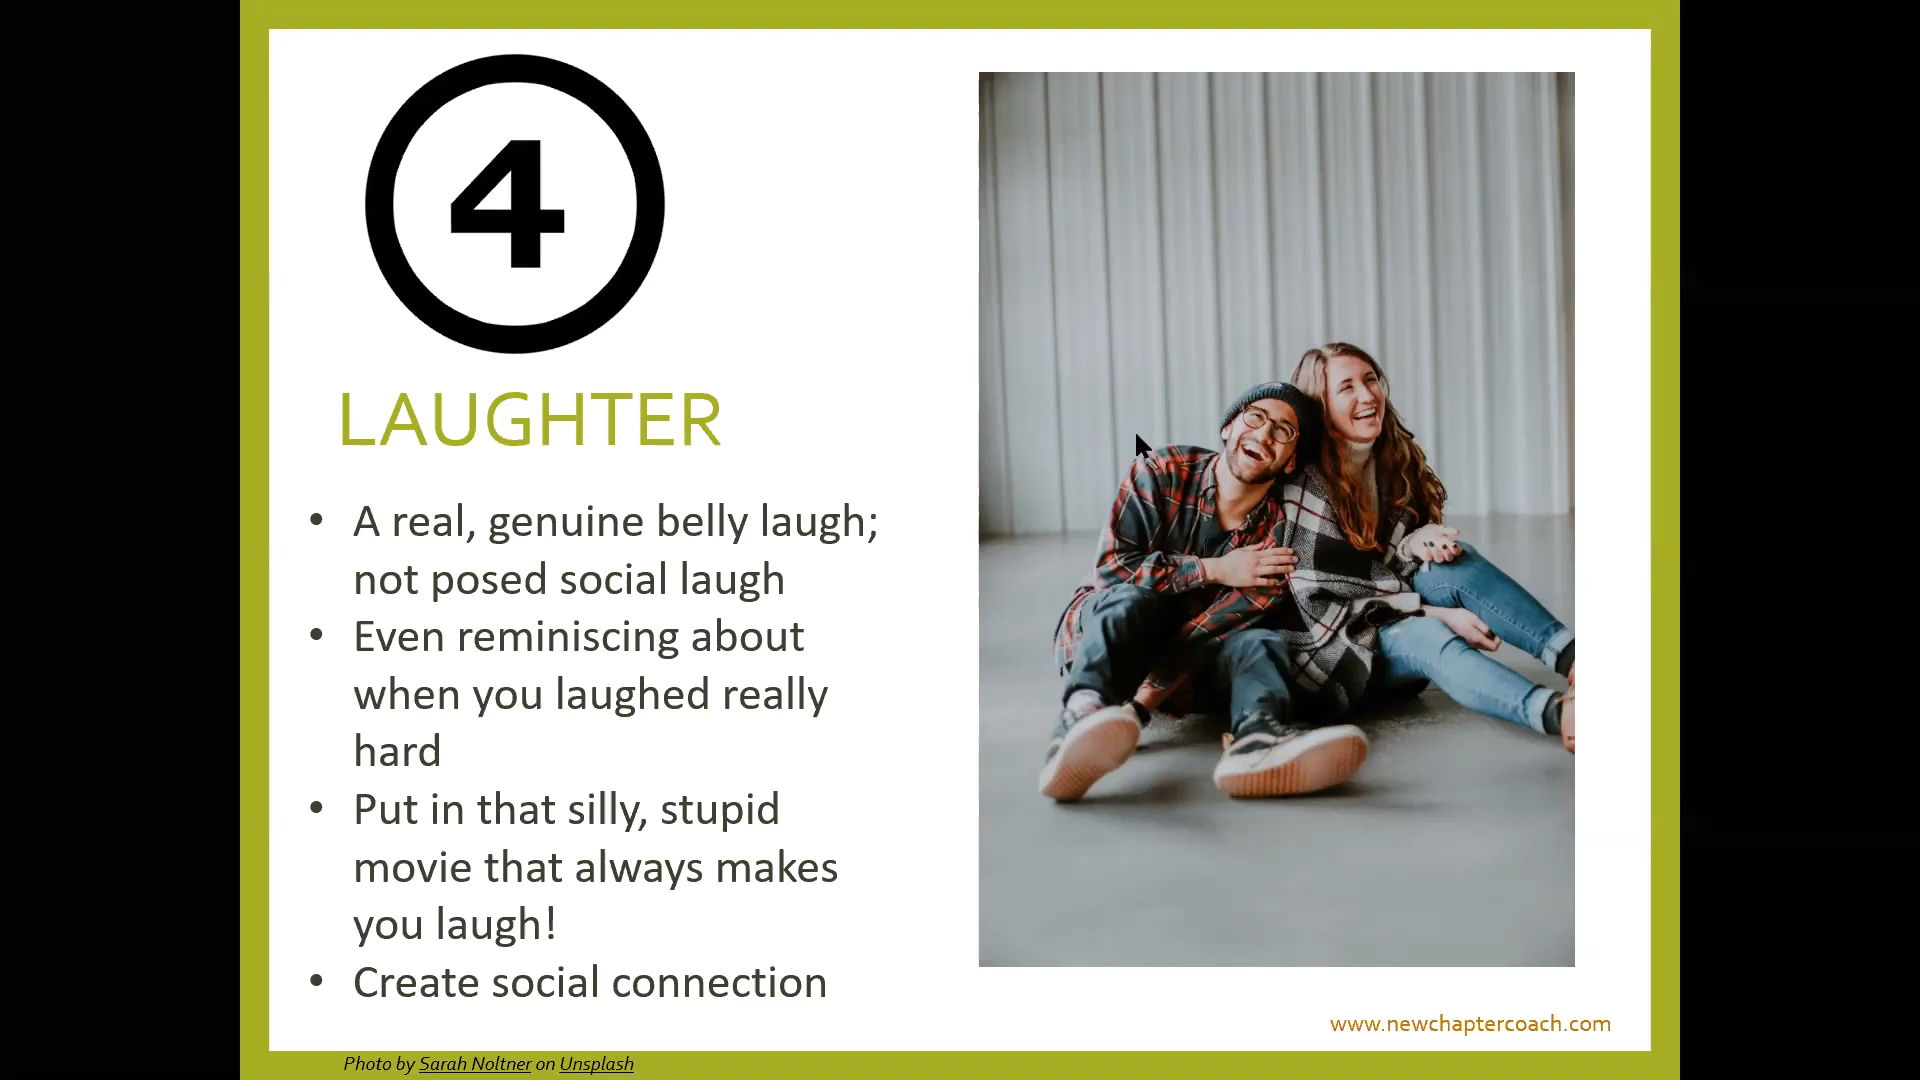 4
LAUGHTER
• A real, genuine belly laugh;
not posed social laugh
• Even reminiscing about
when you laughed really
hard
• Put in that silly, stupid
movie that always makes
you laugh!
• Create social connection
www.newchaptercoach.com
Photo by Sarah Noltner on Unsplash